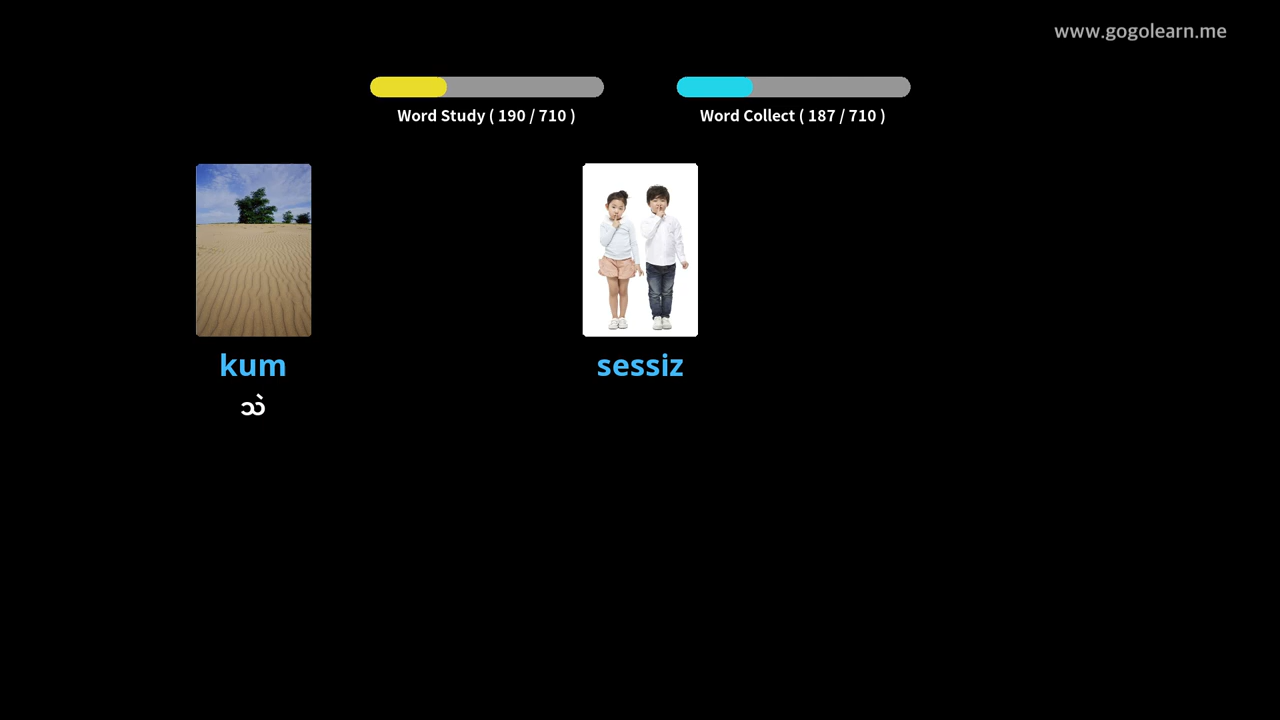 www.gogolearn.me
Word Study ( 190 / 710 )
Word Collect ( 187 / 710 )
kum
sessiz
သဲ